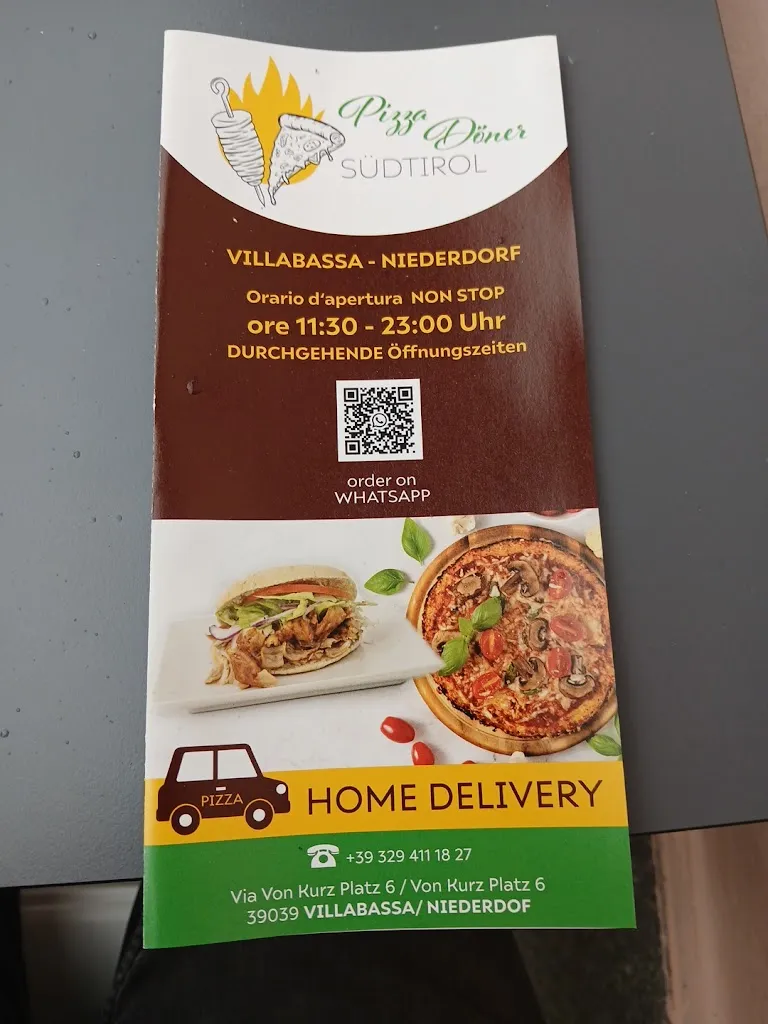 Pizza Döner
SÜDTIROL
VILLABASSA - NIEDERDORF
Orario d'apertura NON STOP
ore 11:30 - 23:00 Uhr
DURCHGEHENDE Öffnungszeiten
order on
WHATSAPP
PIZZA
HOME DELIVERY
+39 329 411 18 27
Via Von Kurz Platz 6 / Von Kurz Platz 6
39039 VILLABASSA/ NIEDERDOF